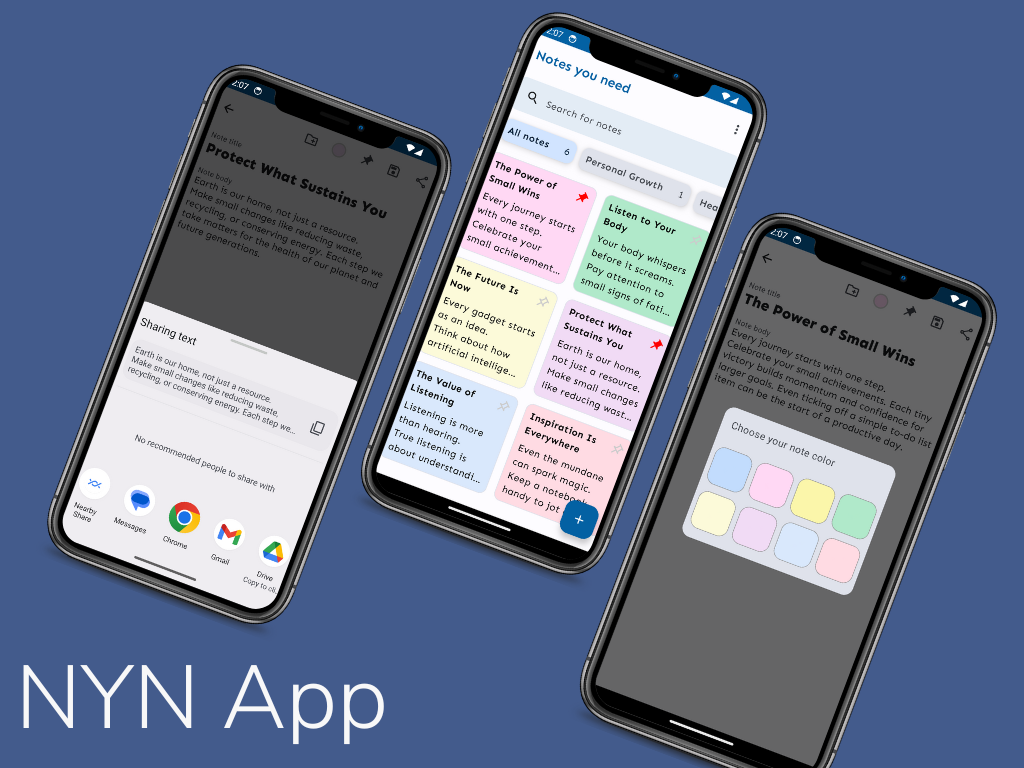 2:07
Note title
Protect What Sustains You
Note body
Earth is our home, not just a resource.
Make small changes like reducing waste,
recycling, or conserving energy. Each step we
take matters for the health of our planet and
future generations.
Sharing text
Earth is our home, not just a resource.
Make small changes like reducing waste,
recycling, or conserving energy. Each step we...
No recommended people to share with
Nearby
Share
Messages
Chrome
Gmail
Drive
Copy to cli..
2:07
Notes you need
Search for notes
All notes 6
Personal Growth 1
Hea
The Power of
Small Wins
Every journey starts
with one step.
Celebrate your
small achievement...
Listen to Your
Body
Your body whispers
before it screams.
Pay attention to
small signs of fati...
The Future Is
Now
Every gadget starts
as an idea.
Think about how
artificial intellige...
Protect What
Sustains You
Earth is our home,
not just a resource.
Make small changes
like reducing wast...
The Value of
Listening
Listening is more
than hearing.
True listening is
about understandi...
Inspiration Is
Everywhere
Even the mundane
can spark magic.
Keep a notebook
handy to jot
+
2:07
Note title
The Power of Small Wins
Note body
Every journey starts with one step.
Celebrate your small achievements. Each tiny
victory builds momentum and confidence for
larger goals. Even ticking off a simple to-do list
item can be the start of a productive day.
Choose your note color
NYN App